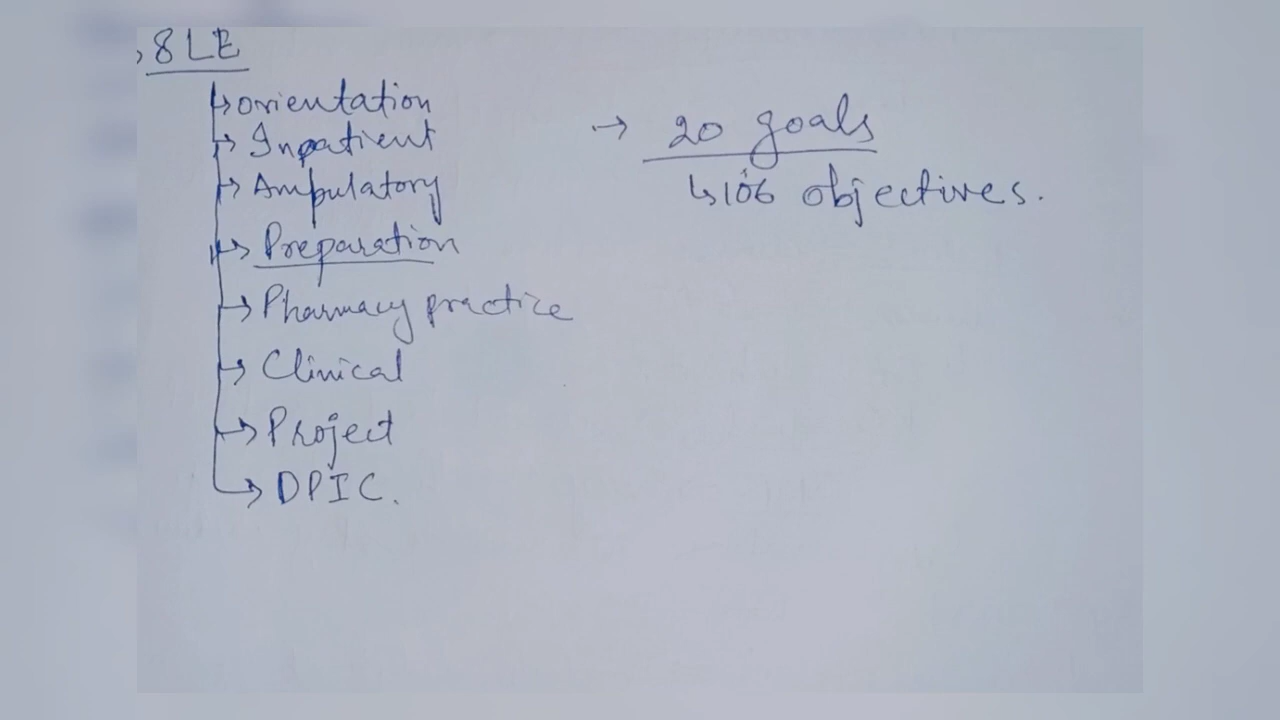 8 LE
↳ orientation
→ Inpatient
→ Ambulatory
→ Preparation
→ Pharmacy practice
→ Clinical
→ Project
→ DPIC.
→ 20 goals
↳ 106 objectives.